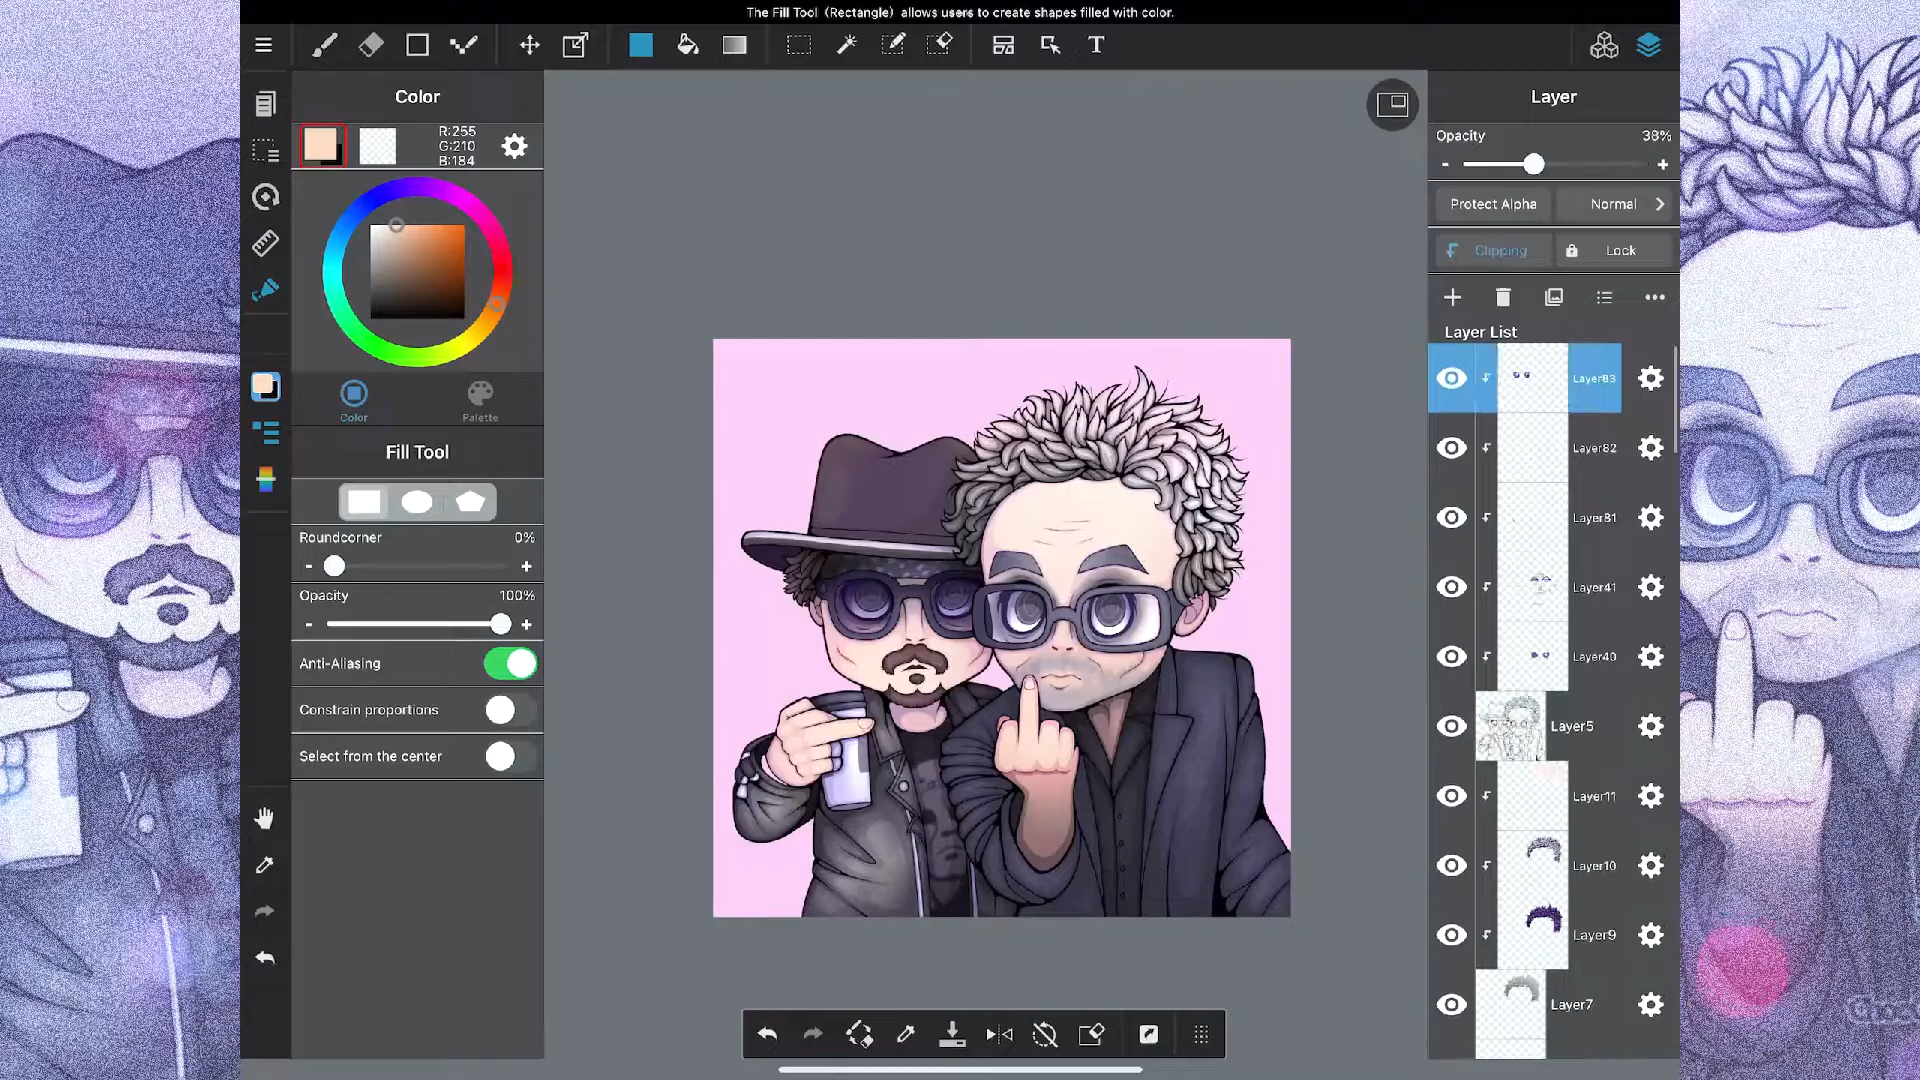 The Fill Tool（Rectangle）allows users to create shapes filled with color.
Color
R:255
G:210
B:184
Color
Palette
Fill Tool
Roundcorner 0%
Opacity 100%
Anti-Aliasing
Constrain proportions
Select from the center
T
Layer
Opacity 38%
Protect Alpha Normal
Clipping Lock
Layer List
Layer83
Layer82
Layer81
Layer41
Layer40
Layer5
Layer11
Layer10
Layer9
Layer7